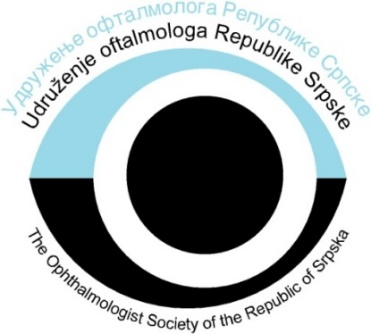 Удружење офталмолога Републике Српске
Udruženje oftalmologa Republike Srpske
The Ophthalmologist Society of the Republic of Srpska